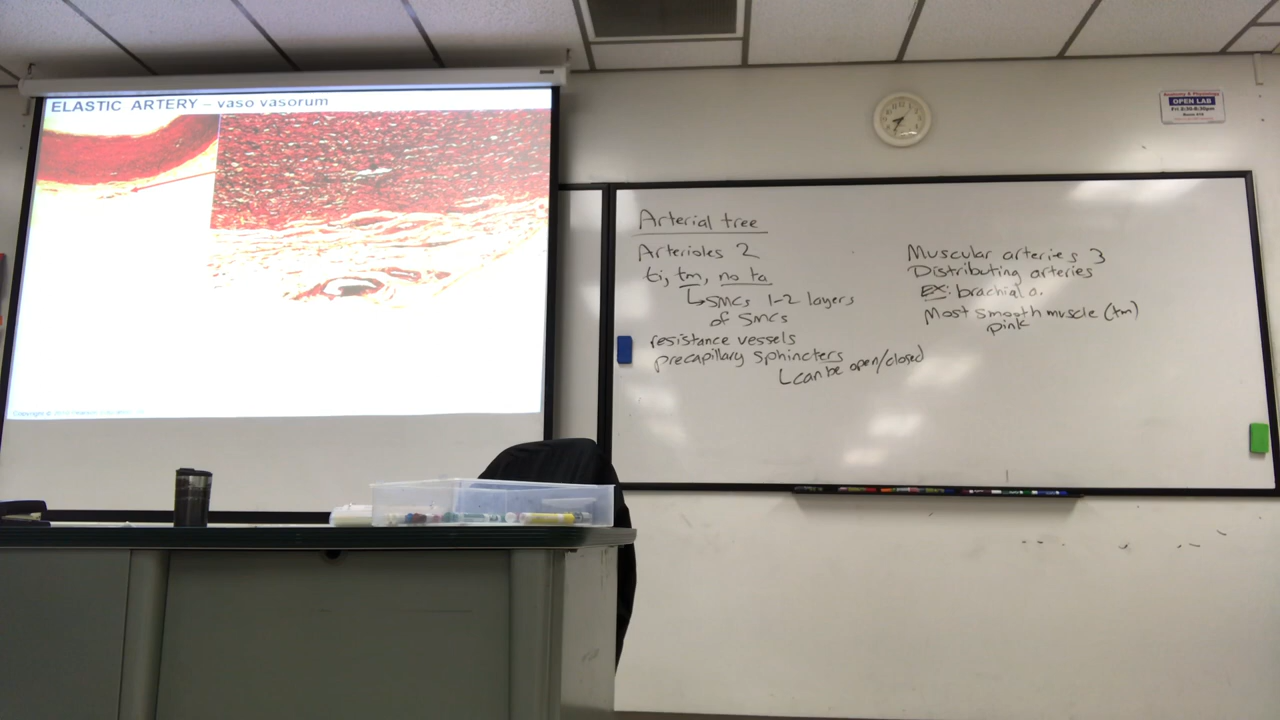 ELASTIC ARTERY – vaso vasorum
Arterial tree
Arterioles 2
ti, tm, no ta
SMCs 1-2 layers
of SMCs
resistance vessels
precapillary sphincters
can be open/closed
Muscular arteries 3
Distributing arteries
EX: brachial a.
Most smooth muscle (tm)
pink
Anatomy & Physiology
OPEN LAB